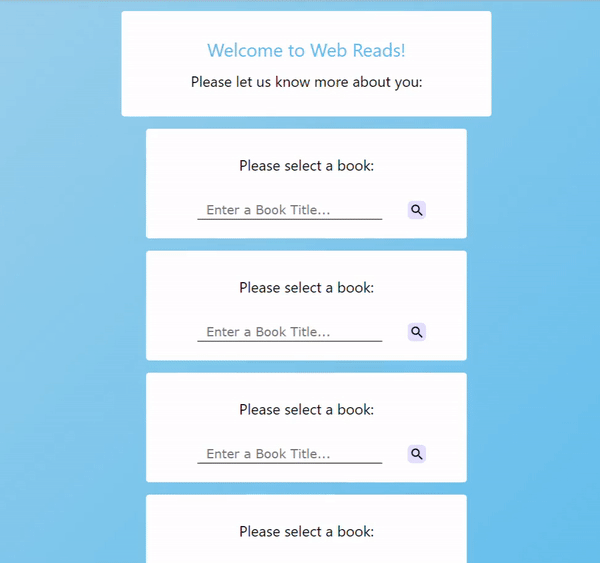 Welcome to Web Reads!
Please let us know more about you:
Please select a book:
Enter a Book Title...
Please select a book:
Enter a Book Title...
Please select a book:
Enter a Book Title...
Please select a book: